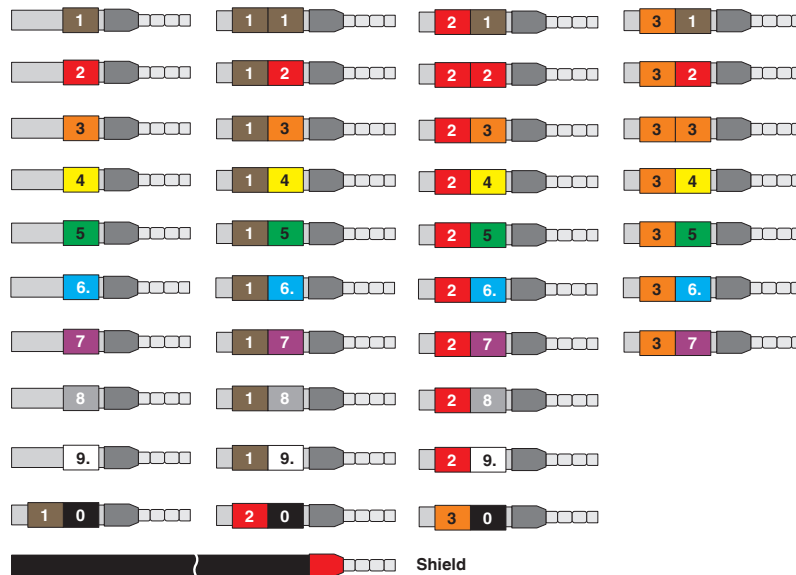 1 1 1 2 1 3 1
2 1 2 2 2 3 2
3 1 3 2 3 3 3
4 1 4 2 4 3 4
5 1 5 2 5 3 5
6. 1 6. 2 6. 3 6.
7 1 7 2 7 3 7
8 1 8 2 8
9. 1 9. 2 9.
1 0 2 0 3 0
Shield